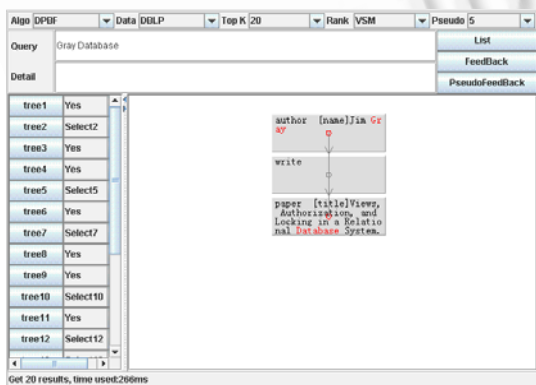 Algo DPBF Data DBLP Top K 20 Rank VSM Pseudo 5
Query Gray Database List
FeedBack
Detail PseudoFeedBack
tree1 Yes
tree2 Select2
tree3 Yes
tree4 Yes
tree5 Select5
tree6 Yes
tree7 Select7
tree8 Yes
tree9 Yes
tree10 Select10
tree11 Yes
tree12 Select12
author [name]Jim Gr
ay
write
paper [title]Views,
Authorization, and
Locking in a Relatio
nal Database System.
Get 20 results, time used:266ms